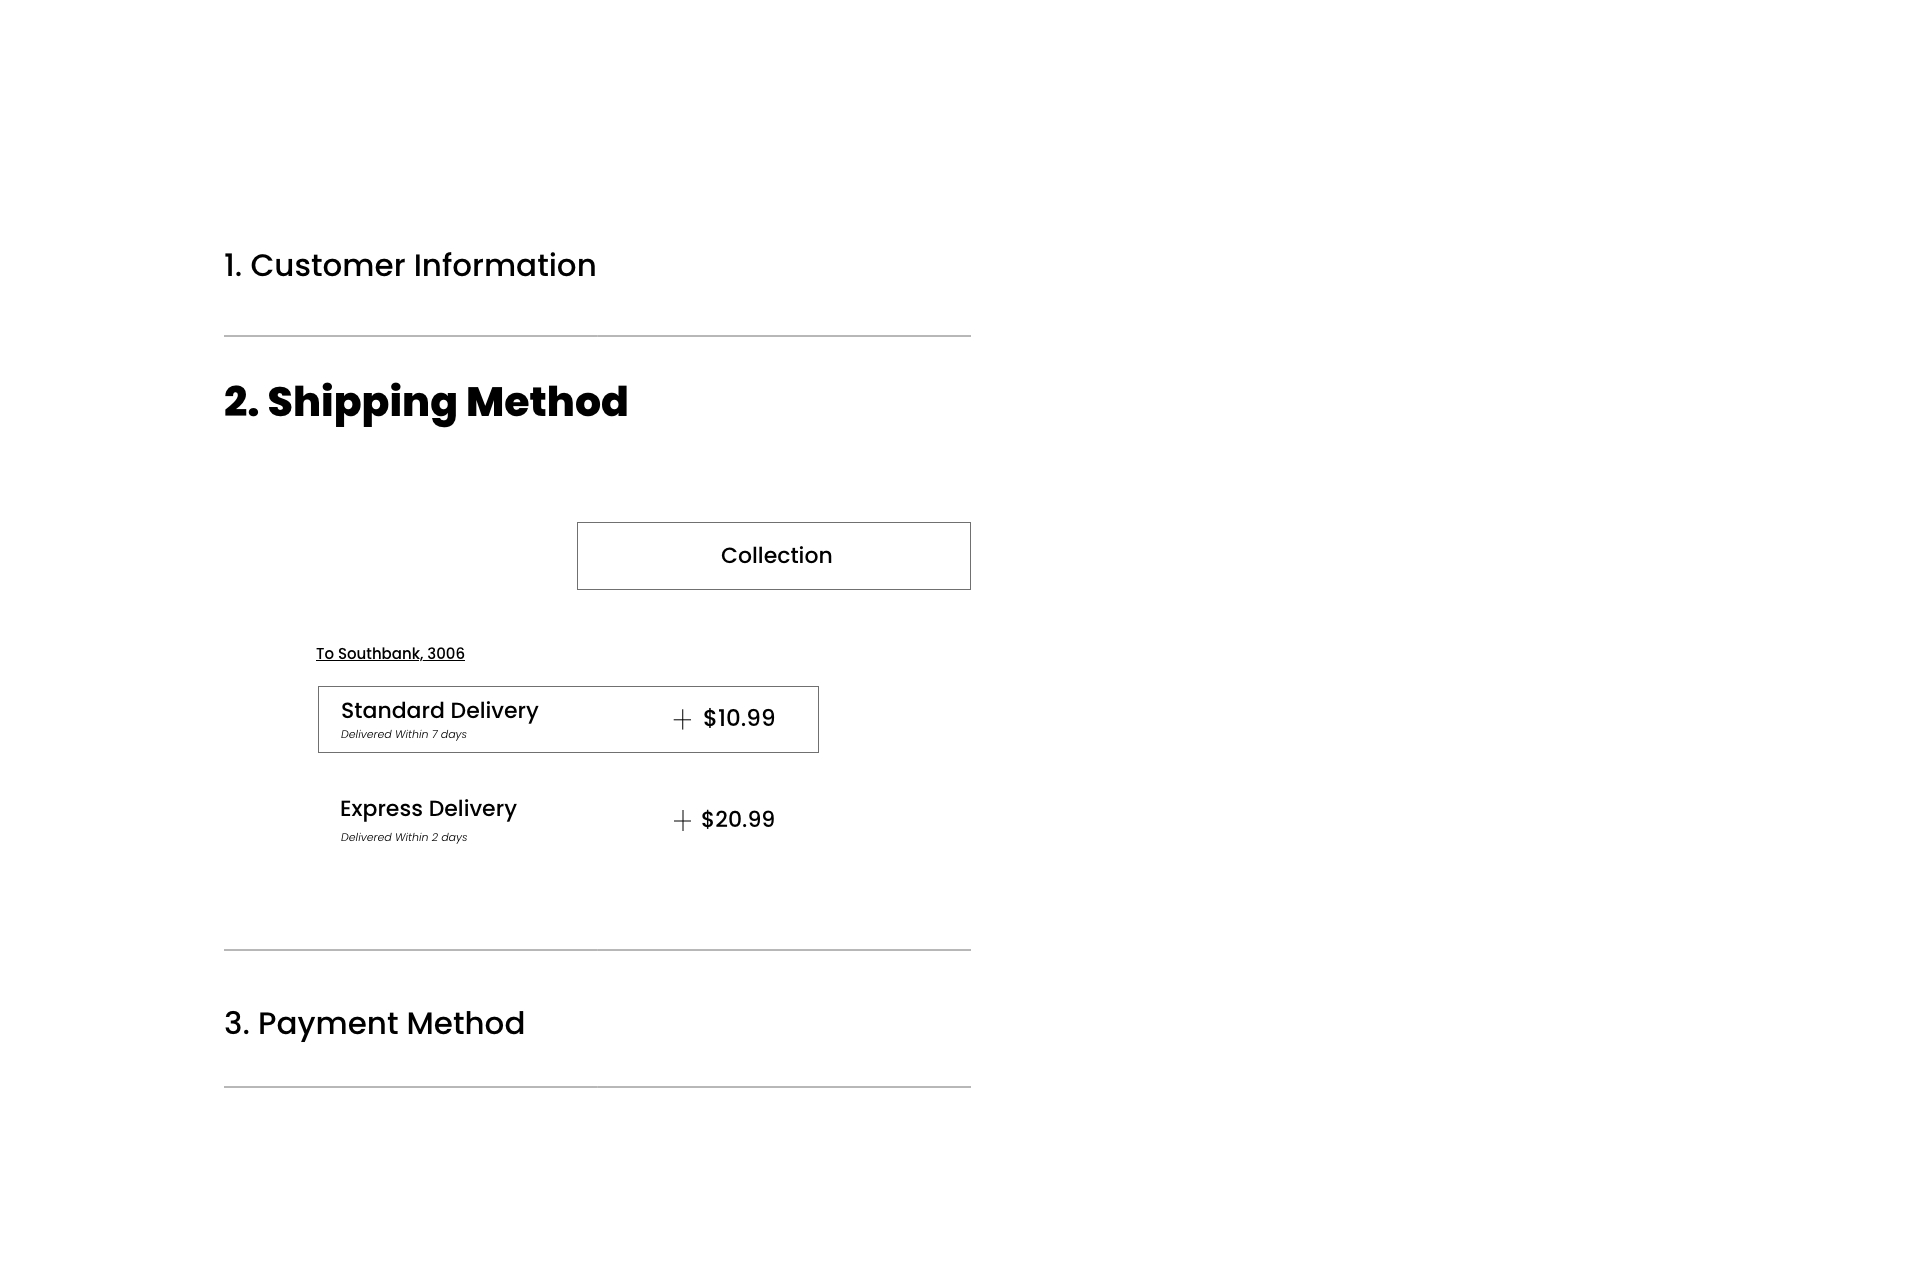 1. Customer Information
2. Shipping Method
Collection
To Southbank, 3006
Standard Delivery
Delivered Within 7 days
+ $10.99
Express Delivery
Delivered Within 2 days
+ $20.99
3. Payment Method